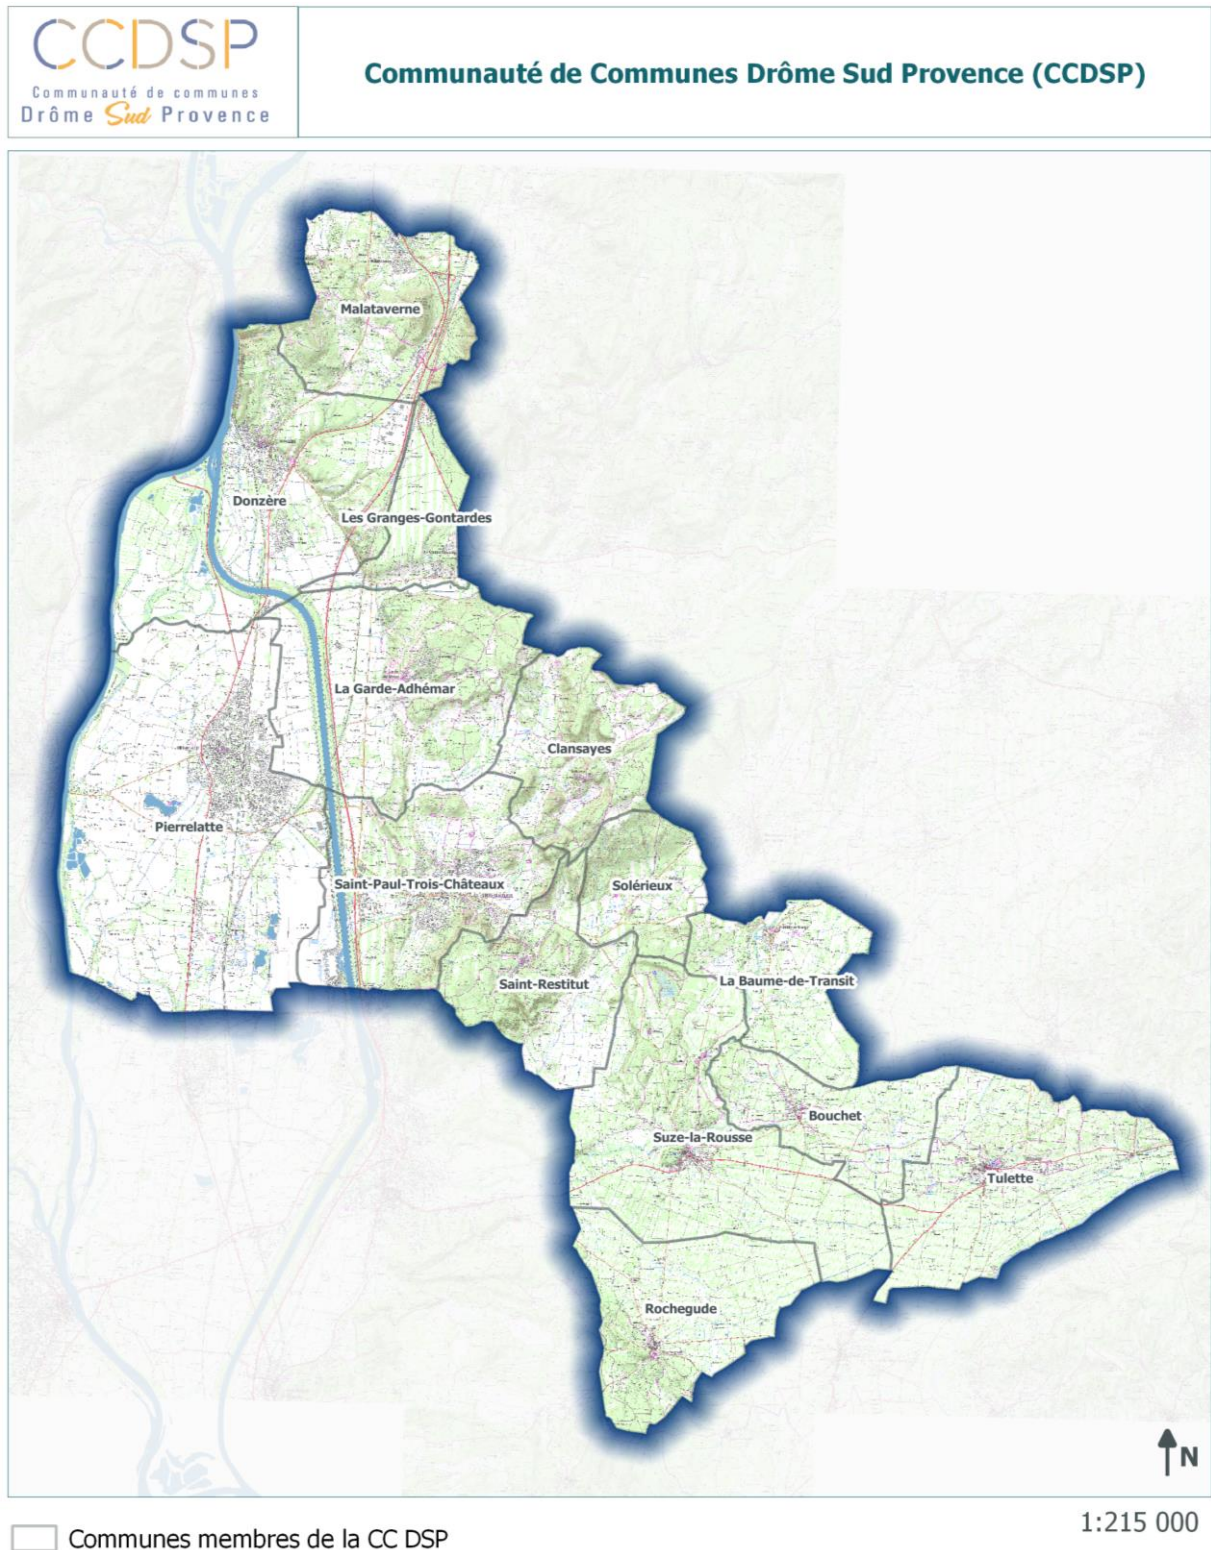 CCDSP
Communauté de communes
Drôme Sud Provence
Communauté de Communes Drôme Sud Provence (CCDSP)
Malataverne
Donzère
Les Granges-Gontardes
La Garde-Adhémar
Clansayes
Pierrelatte
Saint-Paul-Trois-Châteaux
Solérieux
Saint-Restitut
La Baume-de-Transit
Bouchet
Suze-la-Rousse
Tulette
Rochegude
N
1:215 000
Communes membres de la CC DSP